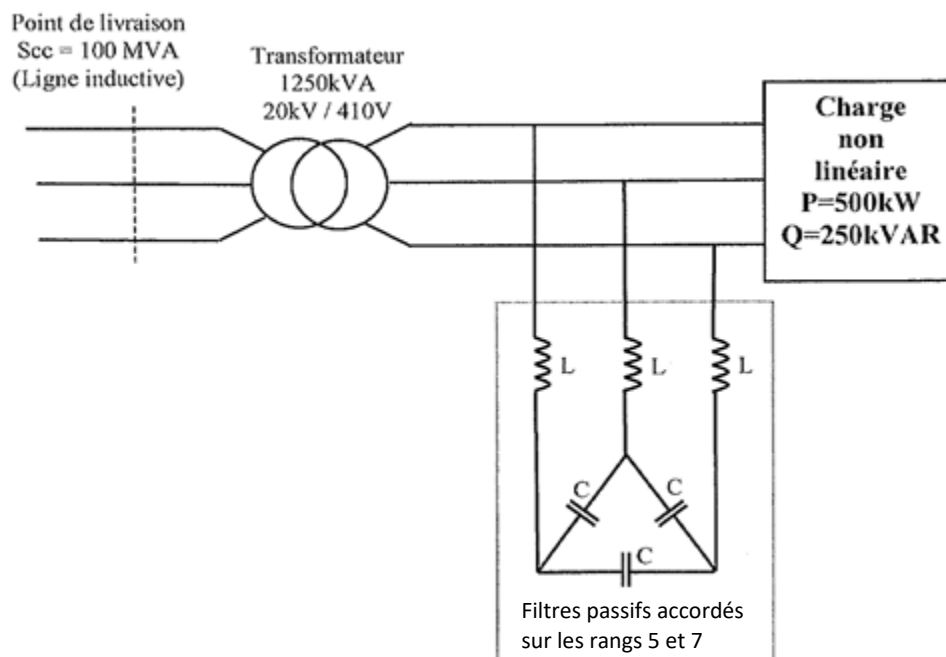 Point de livraison
Scc = 100 MVA
(Ligne inductive)
Transformateur
1250kVA
20kV / 410V
Charge
non
linéaire
P=500kW
Q=250kVAR
L
L
L
C
C
C
Filtres passifs accordés
sur les rangs 5 et 7